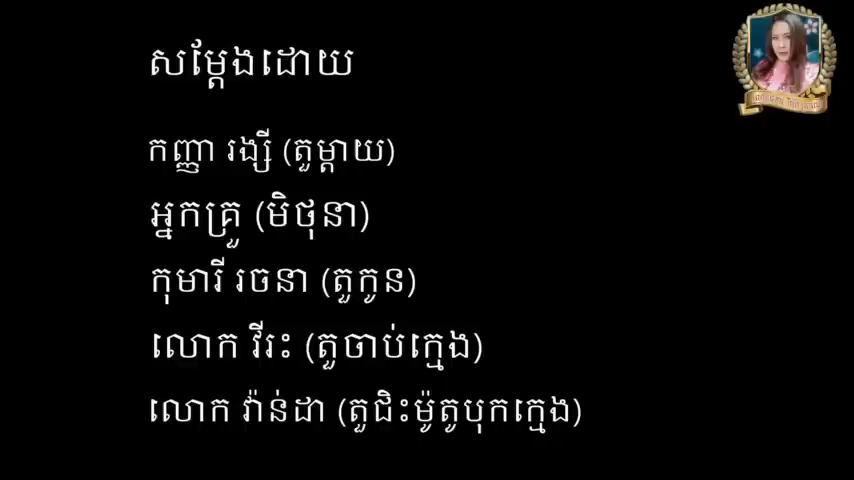 សម្ដែងដោយ
កញ្ញា រង្សី (តួម្ដាយ)
អ្នកគ្រួ (មិថុនា)
កុមារី រចនា (តួកូន)
លោក វីរះ (តួចាប់ក្មេង)
លោក វ៉ាន់ដា (តួជិះម៉ូតូបុកក្មេង)